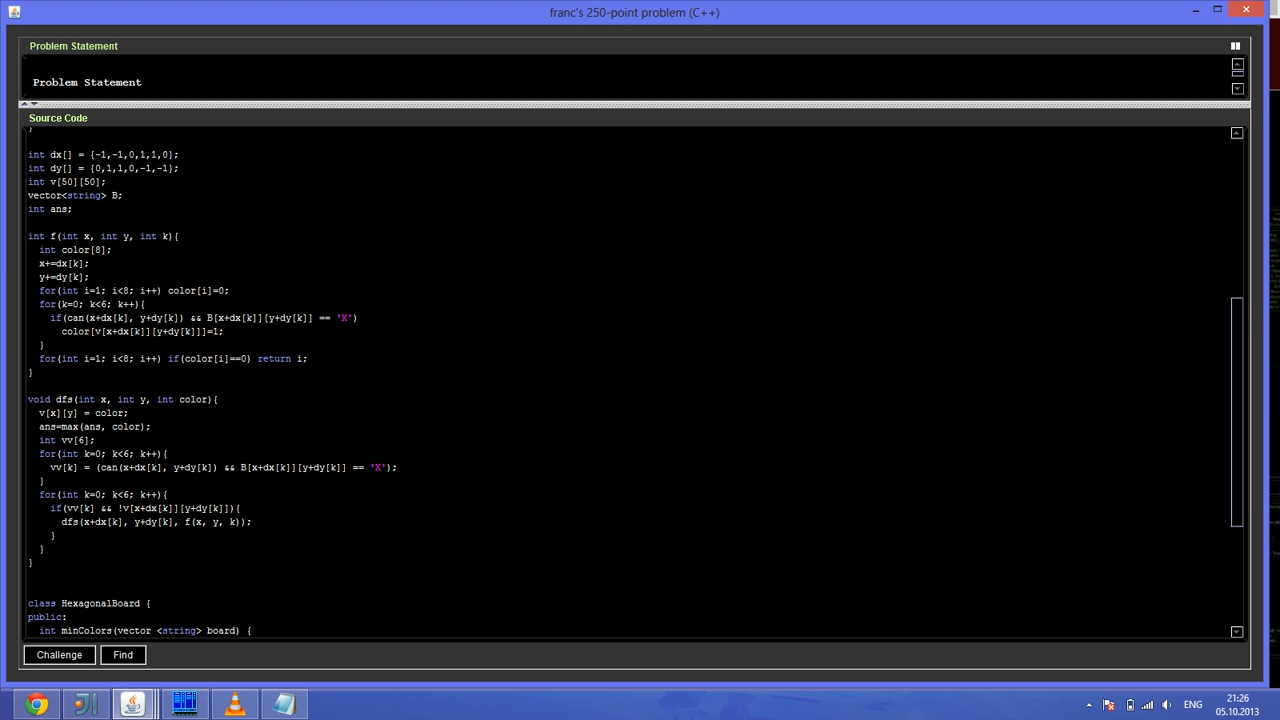 franc's 250-point problem (C++)
Problem Statement
Problem Statement
Source Code
}
int dx[] = {-1,-1,0,1,1,0};
int dy[] = {0,1,1,0,-1,-1};
int v[50][50];
vector<string> B;
int ans;
int f(int x, int y, int k){
int color[8];
x+=dx[k];
y+=dy[k];
for(int i=1; i<8; i++) color[i]=0;
for(k=0; k<6; k++){
if(can(x+dx[k], y+dy[k]) && B[x+dx[k]][y+dy[k]] == 'X')
color[v[x+dx[k]][y+dy[k]]]=1;
}
for(int i=1; i<8; i++) if(color[i]==0) return i;
}
void dfs(int x, int y, int color){
v[x][y] = color;
ans=max(ans, color);
int vv[6];
for(int k=0; k<6; k++){
vv[k] = (can(x+dx[k], y+dy[k]) && B[x+dx[k]][y+dy[k]] == 'X');
}
for(int k=0; k<6; k++){
if(vv[k] && !v[x+dx[k]][y+dy[k]]){
dfs(x+dx[k], y+dy[k], f(x, y, k));
}
}
}
class HexagonalBoard {
public:
int minColors(vector <string> board) {
Challenge
Find
ENG
21:26
05.10.2013